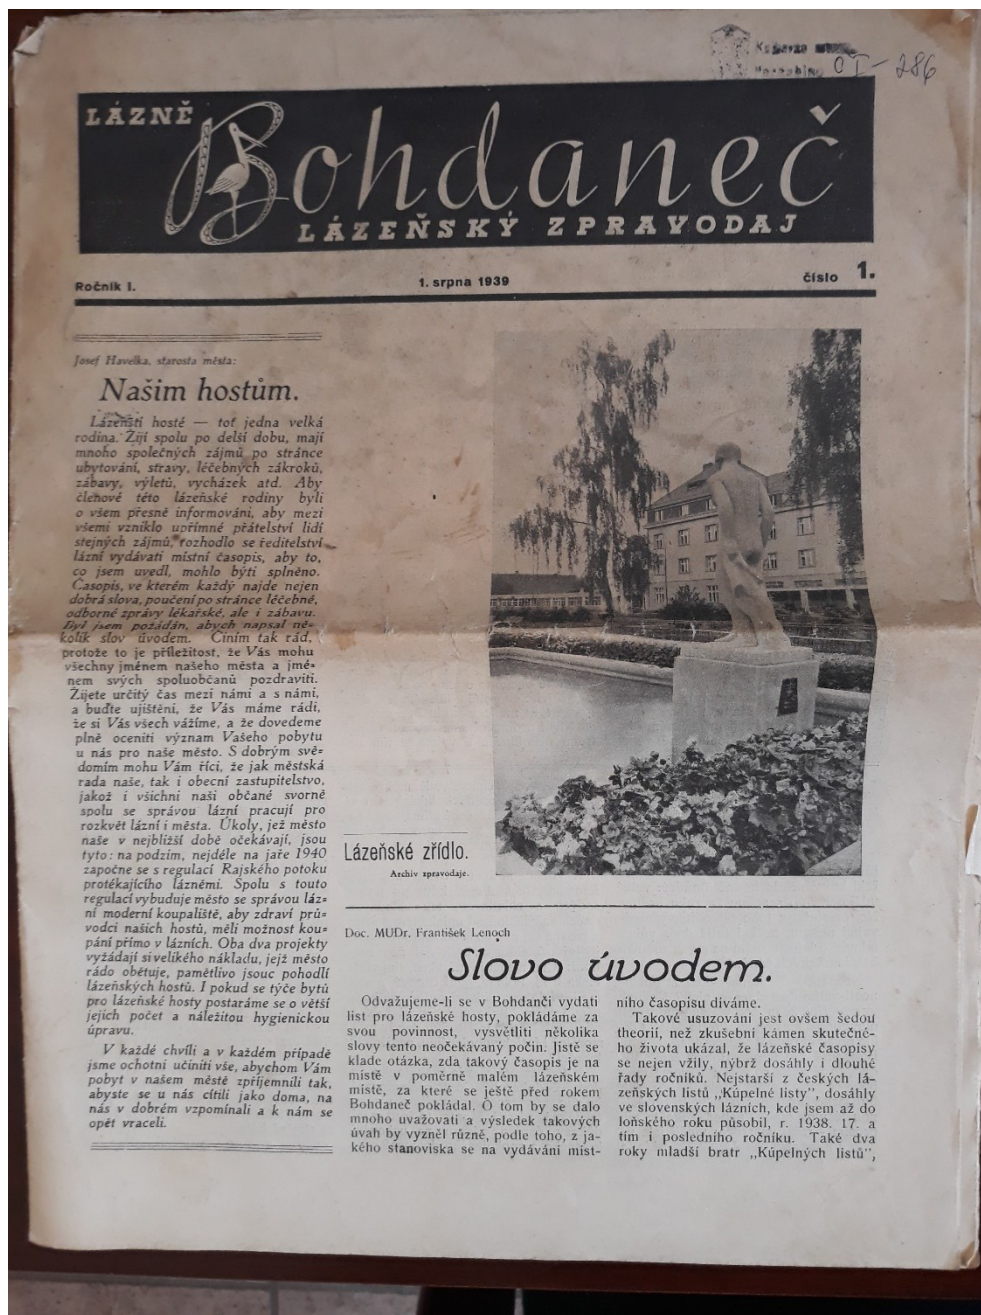 OI - 286
LÁZNĚ
Bohdaneč
LÁZEŇSKÝ ZPRAVODAJ
Ročník I. 1. srpna 1939 číslo 1.
Josef Havelka, starosta města:
Našim hostům.
Lázeňští hosté — toť jedna velká
rodina. Žijí spolu po delší dobu, mají
mnoho společných zájmů po stránce
ubytování, stravy, léčebných zákroků,
zábavy, výletů, vycházek atd. Aby
členové této lázeňské rodiny byli
o všem přesně informováni, aby mezi
všemi vzniklo upřímné přátelství lidí
stejných zájmů, rozhodlo se ředitelství
lázní vydávati místní časopis, aby to,
co jsem uvedl, mohlo býti splněno.
Časopis, ve kterém každý najde nejen
dobrá slova, poučení po stránce léčebné,
odborné zprávy lékařské, ale i zábavu.
Byl jsem požádán, abych napsal ně-
kolik slov úvodem. Činím tak rád,
protože to je příležitost, že Vás mohu
všechny jménem našeho města a jmé-
nem svých spoluobčanů pozdraviti.
Žijete určitý čas mezi námi a s námi,
a buďte ujištěni, že Vás máme rádi,
že si Vás všech vážíme, a že dovedeme
plně oceniti význam Vašeho pobytu
u nás pro naše město. S dobrým svě-
domím mohu Vám říci, že jak městská
rada naše, tak i obecní zastupitelstvo,
jakož i všichni naši občané svorně
spolu se správou lázní pracují pro
rozkvět lázní i města. Úkoly, jež město
naše v nejbližší době očekávají, jsou
tyto: na podzim, nejdéle na jaře 1940
započne se s regulací Rajského potoku
protékajícího lázněmi. Spolu s touto
regulací vybuduje město se správou láz-
ní moderní koupaliště, aby zdraví prů-
vodci našich hostů, měli možnost kou-
pání přímo v lázních. Oba dva projekty
vyžádají si velikého nákladu, jejž město
rádo obětuje, pamětlivo jsouc pohodlí
lázeňských hostů. I pokud se týče bytů
pro lázeňské hosty postaráme se o větší
jejich počet a náležitou hygienickou
úpravu.
V každé chvíli a v každém případě
jsme ochotni učiniti vše, abychom Vám
pobyt v našem městě zpříjemnili tak,
abyste se u nás cítili jako doma, na
nás v dobrém vzpomínali a k nám se
opět vraceli.
Lázeňské zřídlo.
Archiv zpravodaje.
Doc. MUDr. František Lenoch
Slovo úvodem.
Odvažujeme-li se v Bohdanči vydati
list pro lázeňské hosty, pokládáme za
svou povinnost, vysvětliti několika
slovy tento neočekávaný počin. Jistě se
klade otázka, zda takový časopis je na
místě v poměrně malém lázeňském
místě, za které se ještě před rokem
Bohdaneč pokládal. O tom by se dalo
mnoho uvažovati a výsledek takových
úvah by vyzněl různě, podle toho, z ja-
kého stanoviska se na vydávání míst-
ního časopisu díváme.
Takové usuzování jest ovšem šedou
theorií, než zkušební kámen skutečné-
ho života ukázal, že lázeňské časopisy
se nejen vžily, nýbrž dosáhly i dlouhé
řady ročníků. Nejstarší z českých lá-
zeňských listů „Kúpelné listy", dosáhly
ve slovenských lázních, kde jsem až do
loňského roku působil, r. 1938. 17. a
tím i posledního ročníku. Také dva
roky mladší bratr „Kúpelných listů",